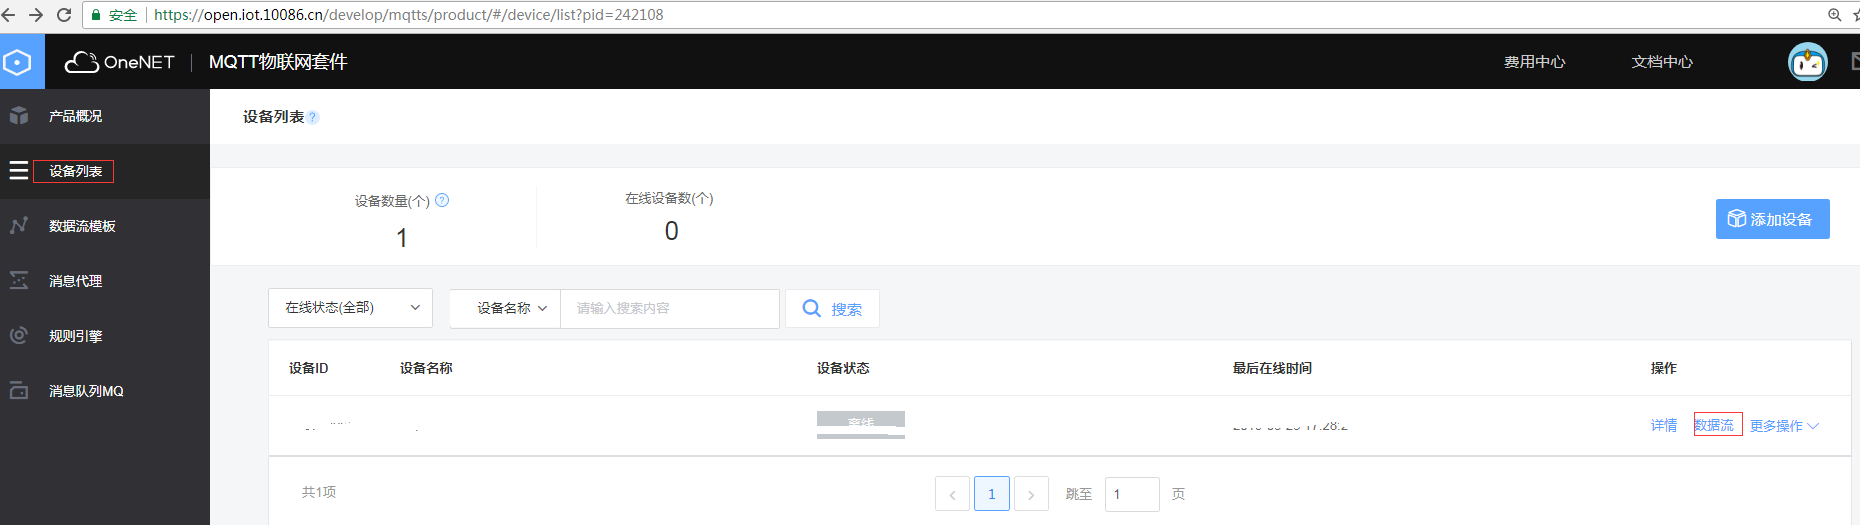 安全 https://open.iot.10086.cn/develop/mqtts/product/#/device/list?pid=242108
OneNET MQTT物联网套件 费用中心 文档中心
产品概况
设备列表
数据流模板
消息代理
规则引擎
消息队列MQ
设备列表 ?
设备数量(个) ?
1
在线设备数(个)
0
添加设备
在线状态(全部) 设备名称 请输入搜索内容 搜索
设备ID 设备名称 设备状态 最后在线时间 操作
离线 详情 数据流 更多操作
共1项 1 跳至 1 页